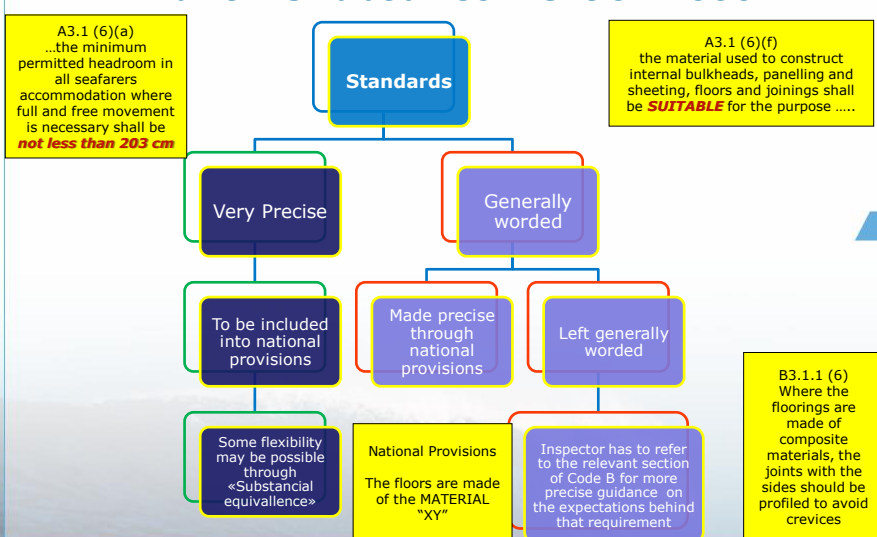 A3.1 (6)(a)
…the minimum
permitted headroom in
all seafarers
accommodation where
full and free movement
is necessary shall be
not less than 203 cm
Standards
A3.1 (6)(f)
the material used to construct
internal bulkheads, panelling and
sheeting, floors and joinings shall
be SUITABLE for the purpose …..
Very Precise
Generally
worded
To be included
into national
provisions
Made precise
through
national
provisions
Left generally
worded
Some flexibility
may be possible
through
«Substancial
equivallence»
National Provisions
The floors are made
of the MATERIAL
“XY”
Inspector has to refer
to the relevant section
of Code B for more
precise guidance on
the expectations behind
that requirement
B3.1.1 (6)
Where the
floorings are
made of
composite
materials, the
joints with the
sides should be
profiled to avoid
crevices